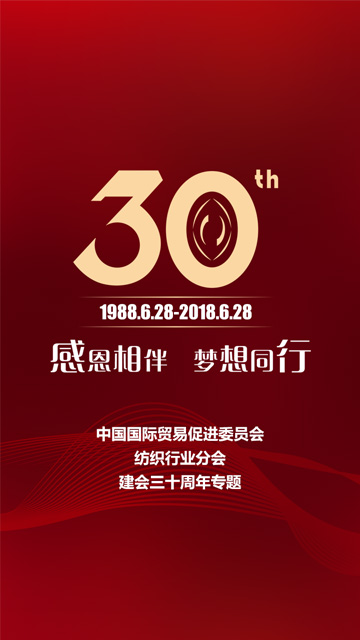 30th
1988.6.28-2018.6.28
感恩相伴 梦想同行
中国国际贸易促进委员会
纺织行业分会
建会三十周年专题